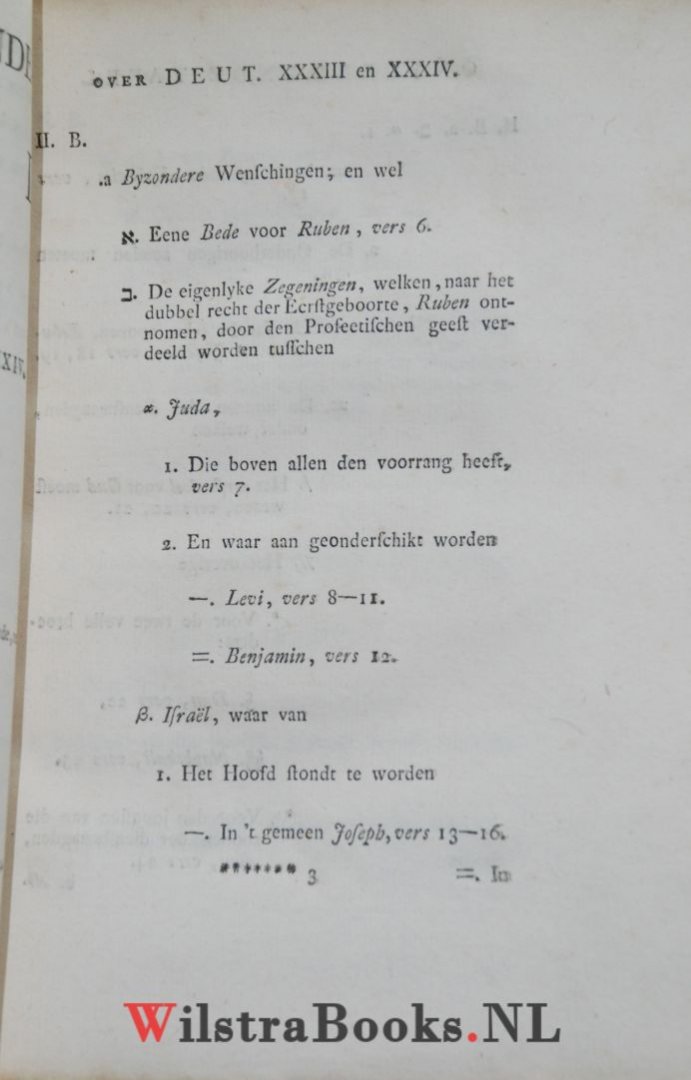 OVER DEUT. XXXIII en XXXIV.
II. B.
.a Byzondere Wenſchingen; en wel
א. Eene Bede voor Ruben, vers 6.
ב. De eigenlyke Zegeningen, welken, naar het
dubbel recht der Eerſtgeboorte, Ruben ont-
nomen, door den Profeetiſchen geeſt ver-
deeld worden tuſſchen
α. Juda,
1. Die boven allen den voorrang heeft,
vers 7.
2. En waar aan geonderſchikt worden
—. Levi, vers 8—11.
=. Benjamin, vers 12.
β. Iſraël, waar van
1. Het Hoofd ſtondt te worden
—. In 't gemeen Joſeph, vers 13—16.
******* 3 =. In
WilstraBooks.NL